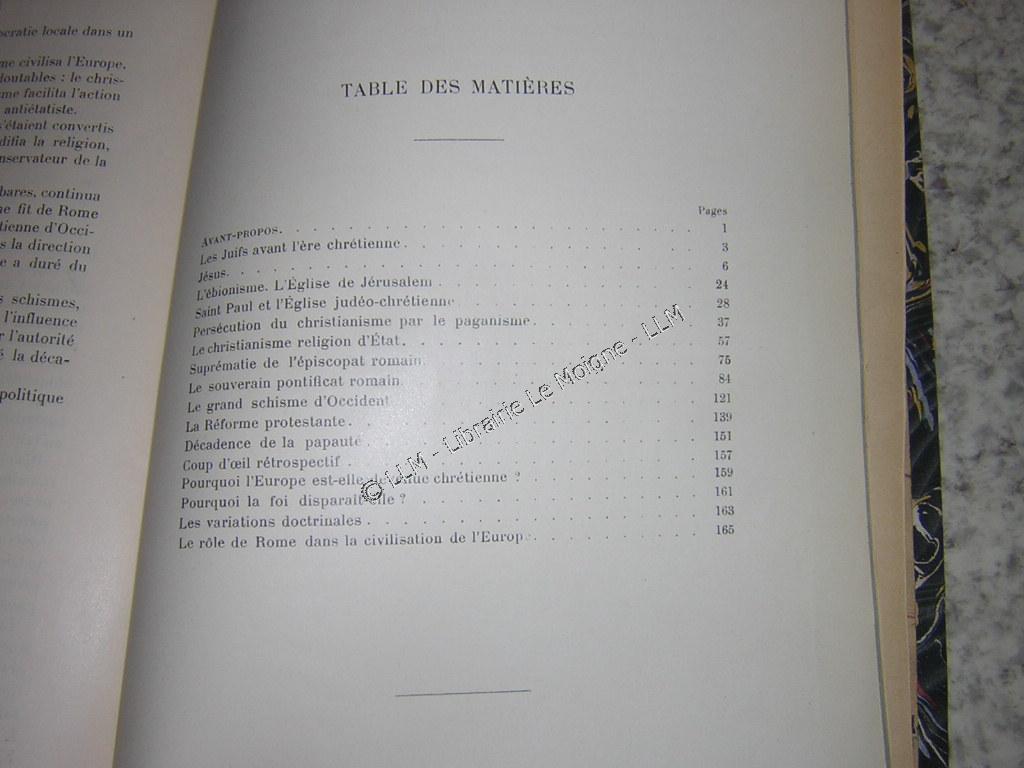 ocratie locale dans un
me civilisa l'Europe,
doutables : le chris-
me facilita l'action
antiétatiste.
s'étaient convertis
difia la religion,
nservateur de la
bares, continua
ne fit de Rome
tienne d'Occi-
s la direction
e a duré du
s schismes,
l'influence
r l'autorité
é la déca-
politique
TABLE DES MATIÈRES
Pages
AVANT-PROPOS. 1
Les Juifs avant l'ère chrétienne. 3
Jésus. 6
L'ébionisme. L'Église de Jérusalem 24
Saint Paul et l'Église judéo-chrétienne 28
Persécution du christianisme par le paganisme. 37
Le christianisme religion d'État. 57
Suprématie de l'épiscopat romain. 75
Le souverain pontificat romain 84
Le grand schisme d'Occident 121
La Réforme protestante. 139
Décadence de la papauté 151
Coup d'œil rétrospectif 157
Pourquoi l'Europe est-elle devenue chrétienne ? 159
Pourquoi la foi disparaît-elle ? 161
Les variations doctrinales 163
Le rôle de Rome dans la civilisation de l'Europe 165
© LLM - Librairie Le Moigne - LLM